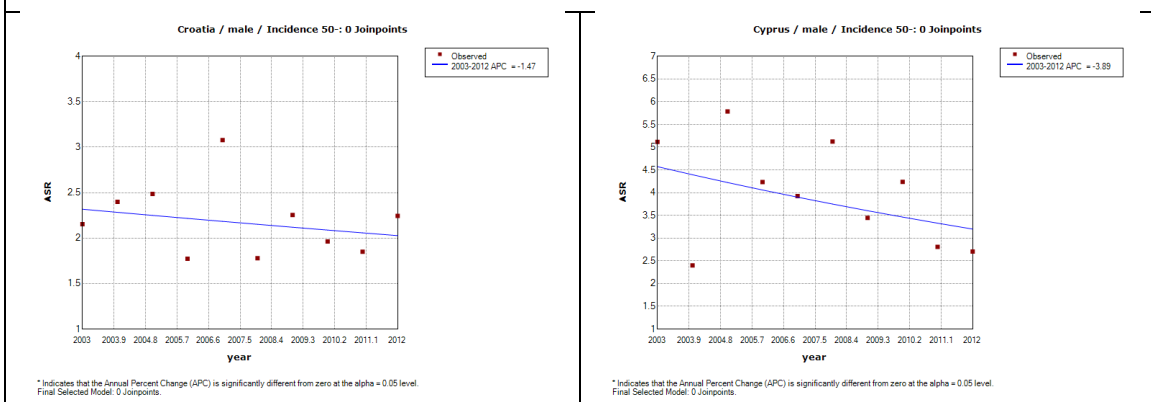 Croatia / male / Incidence 50-: 0 Joinpoints
Observed
2003-2012 APC = -1.47
4
3.5
3
2.5
2
1.5
1
ASR
2003 2003.9 2004.8 2005.7 2006.6 2007.5 2008.4 2009.3 2010.2 2011.1 2012
year
* Indicates that the Annual Percent Change (APC) is significantly different from zero at the alpha = 0.05 level.
Final Selected Model: 0 Joinpoints.
Cyprus / male / Incidence 50-: 0 Joinpoints
Observed
2003-2012 APC = -3.89
7
6.5
6
5.5
5
4.5
4
3.5
3
2.5
2
1.5
1
ASR
2003 2003.9 2004.8 2005.7 2006.6 2007.5 2008.4 2009.3 2010.2 2011.1 2012
year
* Indicates that the Annual Percent Change (APC) is significantly different from zero at the alpha = 0.05 level.
Final Selected Model: 0 Joinpoints.